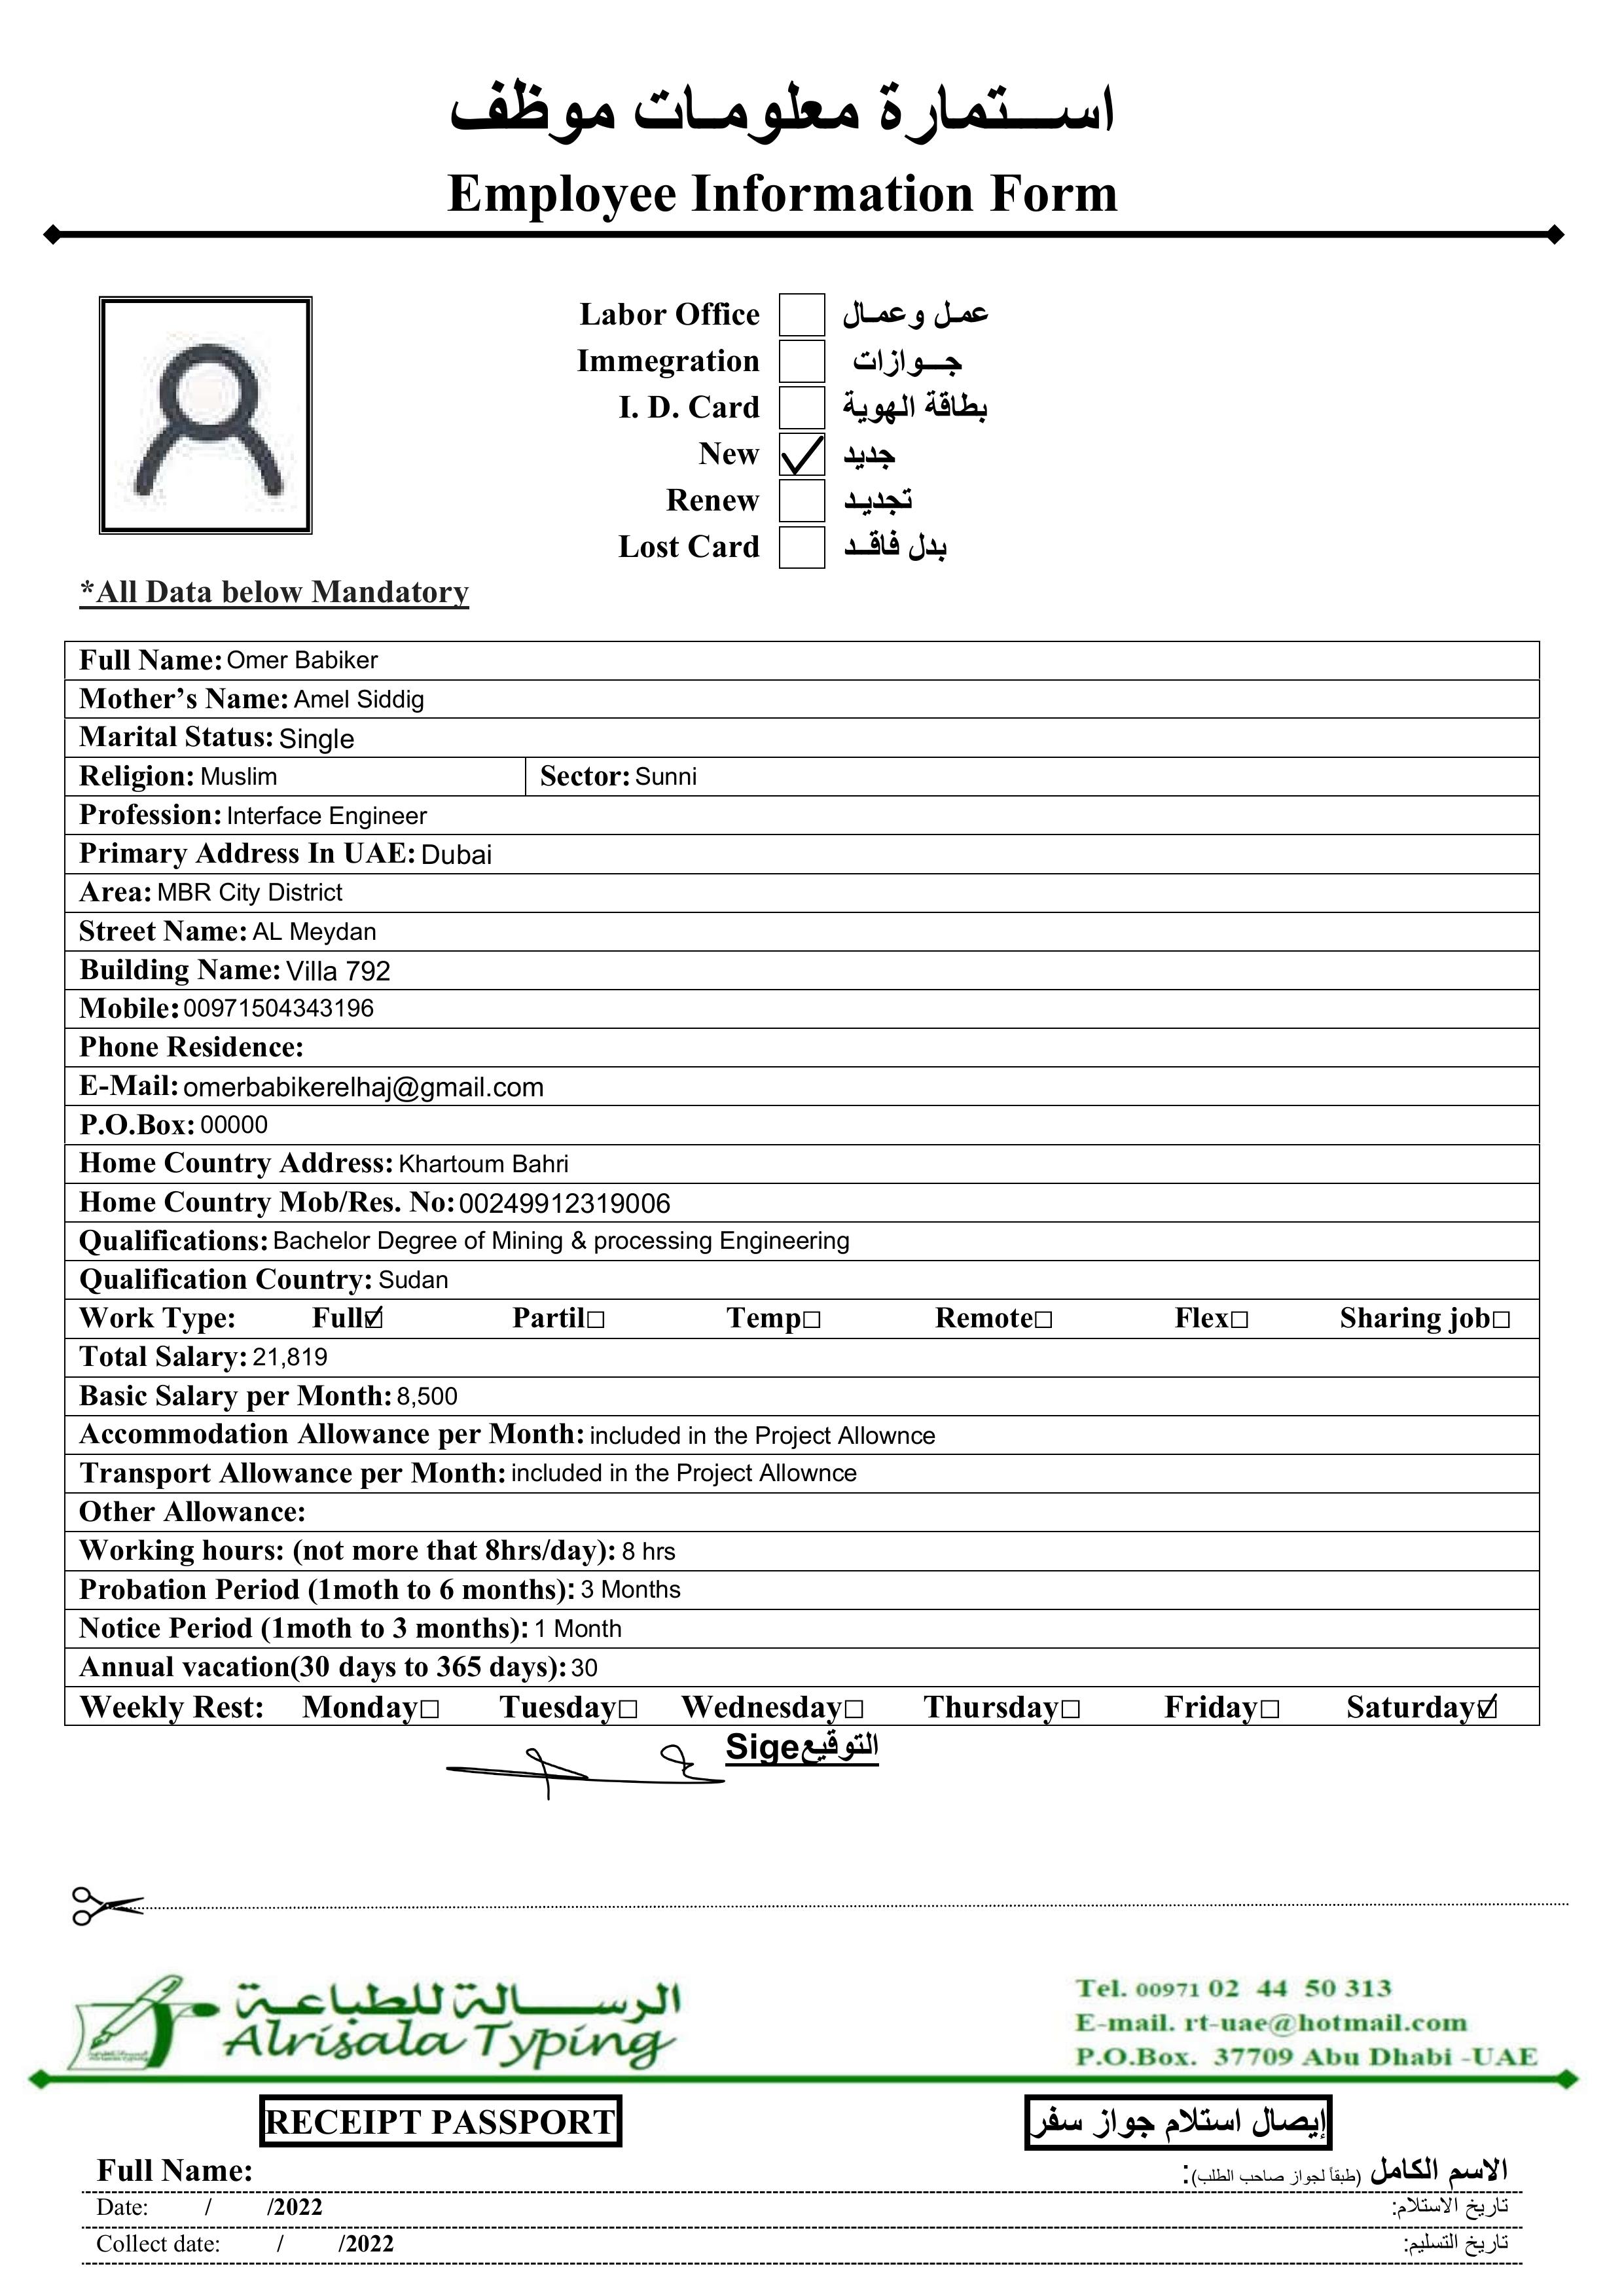 استمارة معلومات موظف
Employee Information Form
Labor Office عمل وعمال
Immegration جوازات
I. D. Card بطاقة الهوية
New جديد
Renew تجديد
Lost Card بدل فاقد
*All Data below Mandatory
Full Name: Omer Babiker
Mother’s Name: Amel Siddig
Marital Status: Single
Religion: Muslim Sector: Sunni
Profession: Interface Engineer
Primary Address In UAE: Dubai
Area: MBR City District
Street Name: AL Meydan
Building Name: Villa 792
Mobile: 00971504343196
Phone Residence:
E-Mail: omerbabikerelhaj@gmail.com
P.O.Box: 00000
Home Country Address: Khartoum Bahri
Home Country Mob/Res. No: 00249912319006
Qualifications: Bachelor Degree of Mining & processing Engineering
Qualification Country: Sudan
Work Type: Full☑ Partil□ Temp□ Remote□ Flex□ Sharing job□
Total Salary: 21,819
Basic Salary per Month: 8,500
Accommodation Allowance per Month: included in the Project Allownce
Transport Allowance per Month: included in the Project Allownce
Other Allowance:
Working hours: (not more that 8hrs/day): 8 hrs
Probation Period (1moth to 6 months): 3 Months
Notice Period (1moth to 3 months): 1 Month
Annual vacation(30 days to 365 days): 30
Weekly Rest: Monday□ Tuesday□ Wednesday□ Thursday□ Friday□ Saturday☑
Sigeالتوقيع
الرسالة للطباعة
Alrisala Typing
Tel. 00971 02 44 50 313
E-mail. rt-uae@hotmail.com
P.O.Box. 37709 Abu Dhabi -UAE
RECEIPT PASSPORT إيصال استلام جواز سفر
Full Name: الاسم الكامل (طبقاً لجواز صاحب الطلب):
Date: / /2022 تاريخ الاستلام:
Collect date: / /2022 تاريخ التسليم: